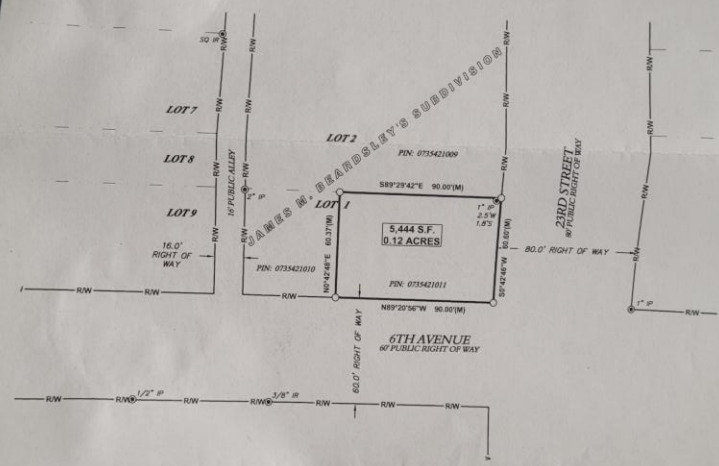 SQ IR
R/W
R/W
R/W
R/W
LOT 7
R/W
R/W
R/W
R/W
LOT 2
JAMES M. BEARDSLEY'S SUBDIVISION
PIN: 0735421009
LOT 8
R/W
16' PUBLIC ALLEY
R/W
R/W
23RD STREET
80' PUBLIC RIGHT OF WAY
2" IP
S89°29'42"E 90.00'(M)
LOT 1
1" IP
2.5'W
1.8'S
LOT 9
R/W
R/W
N0°42'48"E 60.37'(M)
5,444 S.F.
0.12 ACRES
S0°42'46"W 60.60'(M)
16.0'
RIGHT OF
WAY
80.0' RIGHT OF WAY
R/W
PIN: 0735421010
PIN: 0735421011
R/W
R/W
R/W
N89°20'56"W 90.00'(M)
1" IP
R/W
60.0' RIGHT OF WAY
6TH AVENUE
60' PUBLIC RIGHT OF WAY
1/2" IP
3/8" IR
R/W
R/W
R/W
R/W
R/W
R/W
R/W